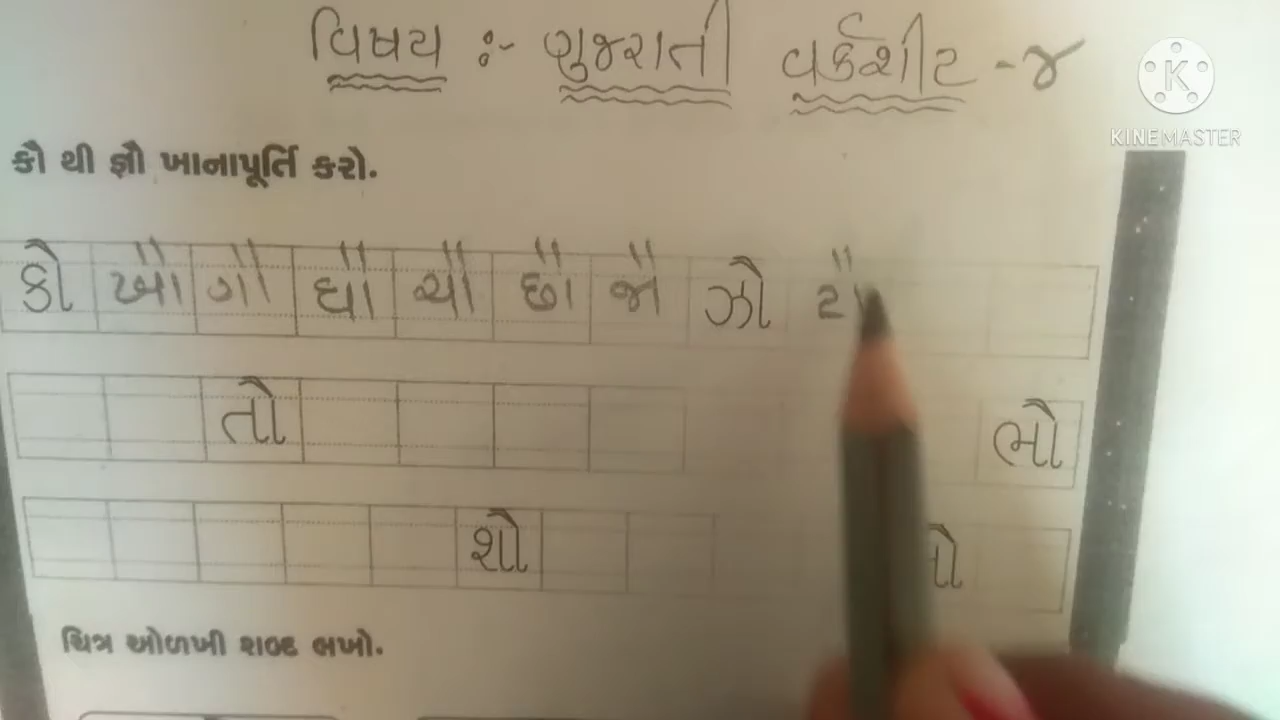 વિષય :- ગુજરાતી વર્કશીટ - ૪
KINEMASTER
કૌ થી જ્ઞૌ ખાનાપૂર્તિ કરો.
કૌ ખૌ ગૌ ઘૌ ચૌ છૌ જૌ ઝૌ ટૌ
તૌ ભૌ
શૌ
ચિત્ર ઓળખી શબ્દ લખો.